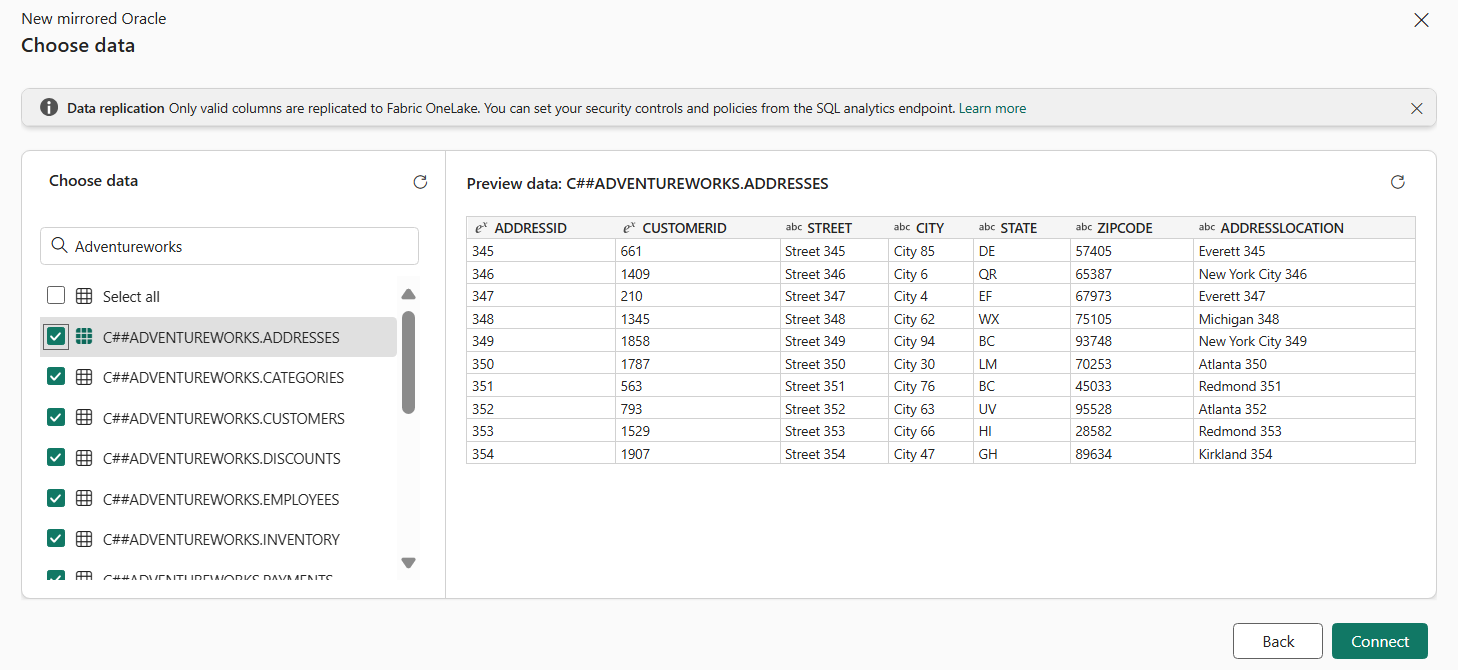 New mirrored Oracle
Choose data
Data replication Only valid columns are replicated to Fabric OneLake. You can set your security controls and policies from the SQL analytics endpoint. Learn more
Choose data
Adventureworks
Select all
C##ADVENTUREWORKS.ADDRESSES
C##ADVENTUREWORKS.CATEGORIES
C##ADVENTUREWORKS.CUSTOMERS
C##ADVENTUREWORKS.DISCOUNTS
C##ADVENTUREWORKS.EMPLOYEES
C##ADVENTUREWORKS.INVENTORY
C##ADVENTUREWORKS.PAYMENTS
Preview data: C##ADVENTUREWORKS.ADDRESSES
e^x ADDRESSID e^x CUSTOMERID abc STREET abc CITY abc STATE abc ZIPCODE abc ADDRESSLOCATION
345 661 Street 345 City 85 DE 57405 Everett 345
346 1409 Street 346 City 6 QR 65387 New York City 346
347 210 Street 347 City 4 EF 67973 Everett 347
348 1345 Street 348 City 62 WX 75105 Michigan 348
349 1858 Street 349 City 94 BC 93748 New York City 349
350 1787 Street 350 City 30 LM 70253 Atlanta 350
351 563 Street 351 City 76 BC 45033 Redmond 351
352 793 Street 352 City 63 UV 95528 Atlanta 352
353 1529 Street 353 City 66 HI 28582 Redmond 353
354 1907 Street 354 City 47 GH 89634 Kirkland 354
Back Connect